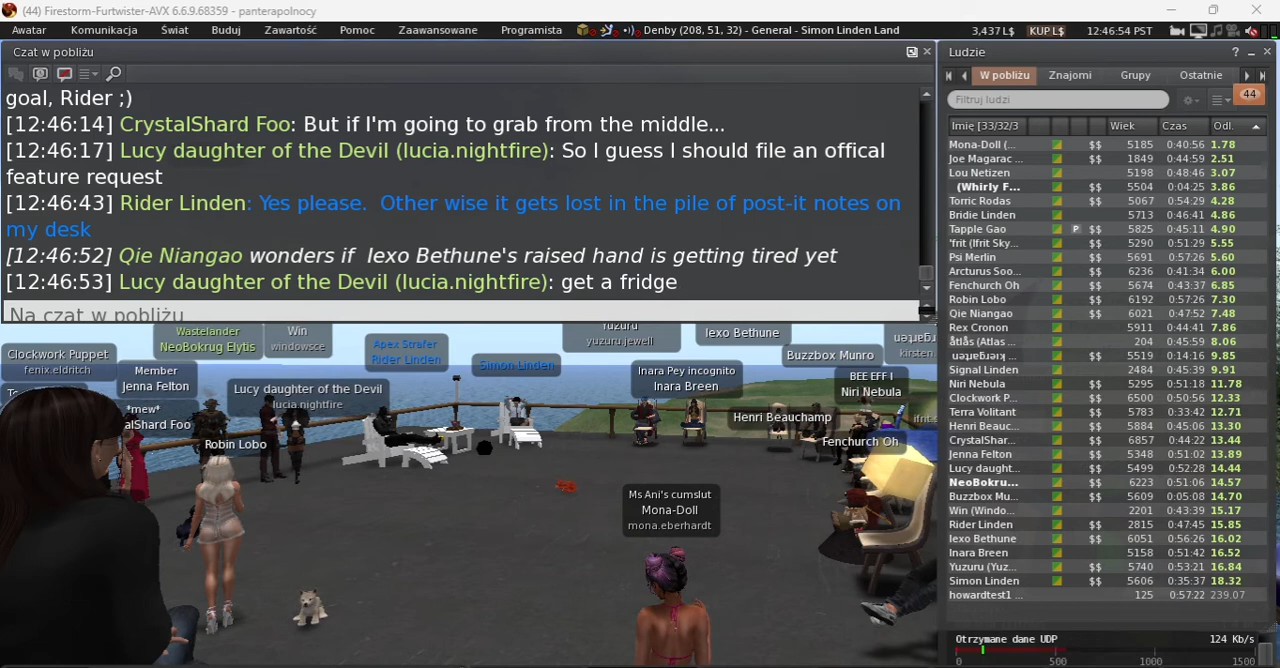 (44) Firestorm-Furtwister-AVX 6.6.9.68359 - panterapolnocy
Awatar Komunikacja Świat Buduj Zawartość Pomoc Zaawansowane Programista Denby (208, 51, 32) - General - Simon Linden Land 3,437 L$ KUP L$ 12:46:54 PST
Czat w pobliżu
goal, Rider ;)
[12:46:14] CrystalShard Foo: But if I'm going to grab from the middle...
[12:46:17] Lucy daughter of the Devil (lucia.nightfire): So I guess I should file an offical
feature request
[12:46:43] Rider Linden: Yes please. Other wise it gets lost in the pile of post-it notes on
my desk
[12:46:52] Qie Niangao wonders if Iexo Bethune's raised hand is getting tired yet
[12:46:53] Lucy daughter of the Devil (lucia.nightfire): get a fridge
Na czat w pobliżu
Clockwork Puppet
fenix.eldritch
Wastelander
NeoBokrug Elytis
Win
windowsce
Apex Strafer
Rider Linden
Simon Linden
Yuzuru
yuzuru.jewell
Iexo Bethune
Buzzbox Munro
kirsten.
Member
Jenna Felton
*mew*
alShard Foo
Lucy daughter of the Devil
lucia.nightfire
Robin Lobo
Inara Pey incognito
Inara Breen
BEE EFF I
Niri Nebula
Henri Beauchamp
ifrit.s
Fenchurch Oh
Ms Ani's cumslut
Mona-Doll
mona.eberhardt
Ludzie
? _ ×
W pobliżu Znajomi Grupy Ostatnie
44
Filtruj ludzi
Imię [33/32/3 Wiek Czas Odl.
Mona-Doll (... $$ 5185 0:40:56 1.78
Joe Magarac ... $$ 1849 0:44:59 2.51
Lou Netizen 5198 0:48:46 3.07
(Whirly F... $$ 5504 0:04:25 3.86
Torric Rodas $$ 5067 0:54:29 4.28
Bridie Linden 5713 0:46:41 4.86
Tapple Gao P $$ 5825 0:45:11 4.90
'frit (Ifrit Sky... $$ 5290 0:51:29 5.55
Psi Merlin $$ 5691 0:57:26 5.60
Arcturus Soo... $$ 6236 0:41:34 6.00
Fenchurch Oh $$ 5674 0:43:37 6.85
Robin Lobo $$ 6192 0:57:26 7.30
Qie Niangao $$ 6021 0:47:52 7.48
Rex Cronon 5911 0:44:41 7.86
åtłås (Atlas ... 204 0:45:59 8.06
$$ 5519 0:14:16 9.85
Signal Linden 2484 0:45:39 9.91
Niri Nebula $$ 5295 0:51:18 11.78
Clockwork P... $$ 6500 0:50:56 12.33
Terra Volitant $$ 5783 0:33:42 12.71
Henri Beauc... $$ 5884 0:45:06 13.30
CrystalShar... $$ 6857 0:44:22 13.44
Jenna Felton $$ 5348 0:51:02 13.89
Lucy daught... $$ 5499 0:52:28 14.44
NeoBokru... $$ 6223 0:51:06 14.57
Buzzbox Mu... $$ 5609 0:05:08 14.70
Win (Windo... 2201 0:43:39 15.17
Rider Linden $$ 2815 0:47:45 15.85
Iexo Bethune $$ 6051 0:56:26 16.02
Inara Breen 5158 0:51:42 16.52
Yuzuru (Yuz... $$ 5740 0:53:21 16.84
Simon Linden $$ 5606 0:35:37 18.32
howardtest1 ... 125 0:57:22 239.07
Otrzymane dane UDP 124 Kb/s
0 500 1000 1500